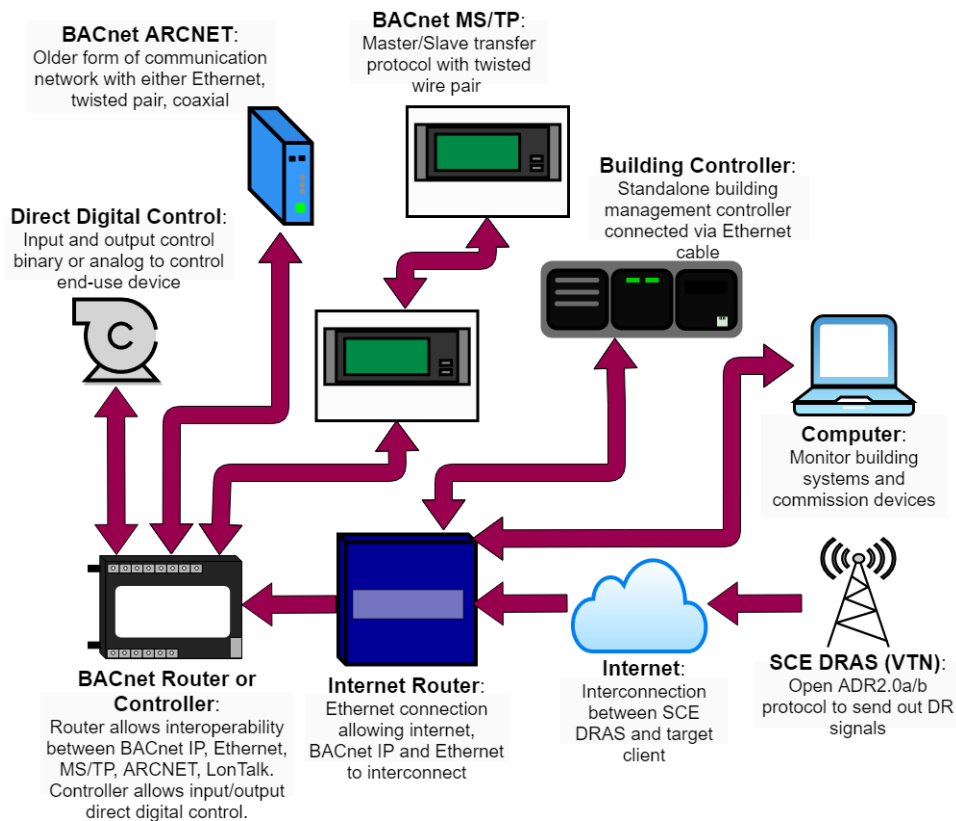 BACnet ARCNET:
Older form of communication
network with either Ethernet,
twisted pair, coaxial
BACnet MS/TP:
Master/Slave transfer
protocol with twisted
wire pair
Building Controller:
Standalone building
management controller
connected via Ethernet
cable
Direct Digital Control:
Input and output control
binary or analog to control
end-use device
C
Computer:
Monitor building
systems and
commission devices
BACnet Router or
Controller:
Router allows interoperability
between BACnet IP, Ethernet,
MS/TP, ARCNET, LonTalk.
Controller allows input/output
direct digital control.
Internet Router:
Ethernet connection
allowing internet,
BACnet IP and Ethernet
to interconnect
Internet:
Interconnection
between SCE
DRAS and target
client
SCE DRAS (VTN):
Open ADR2.0a/b
protocol to send out DR
signals